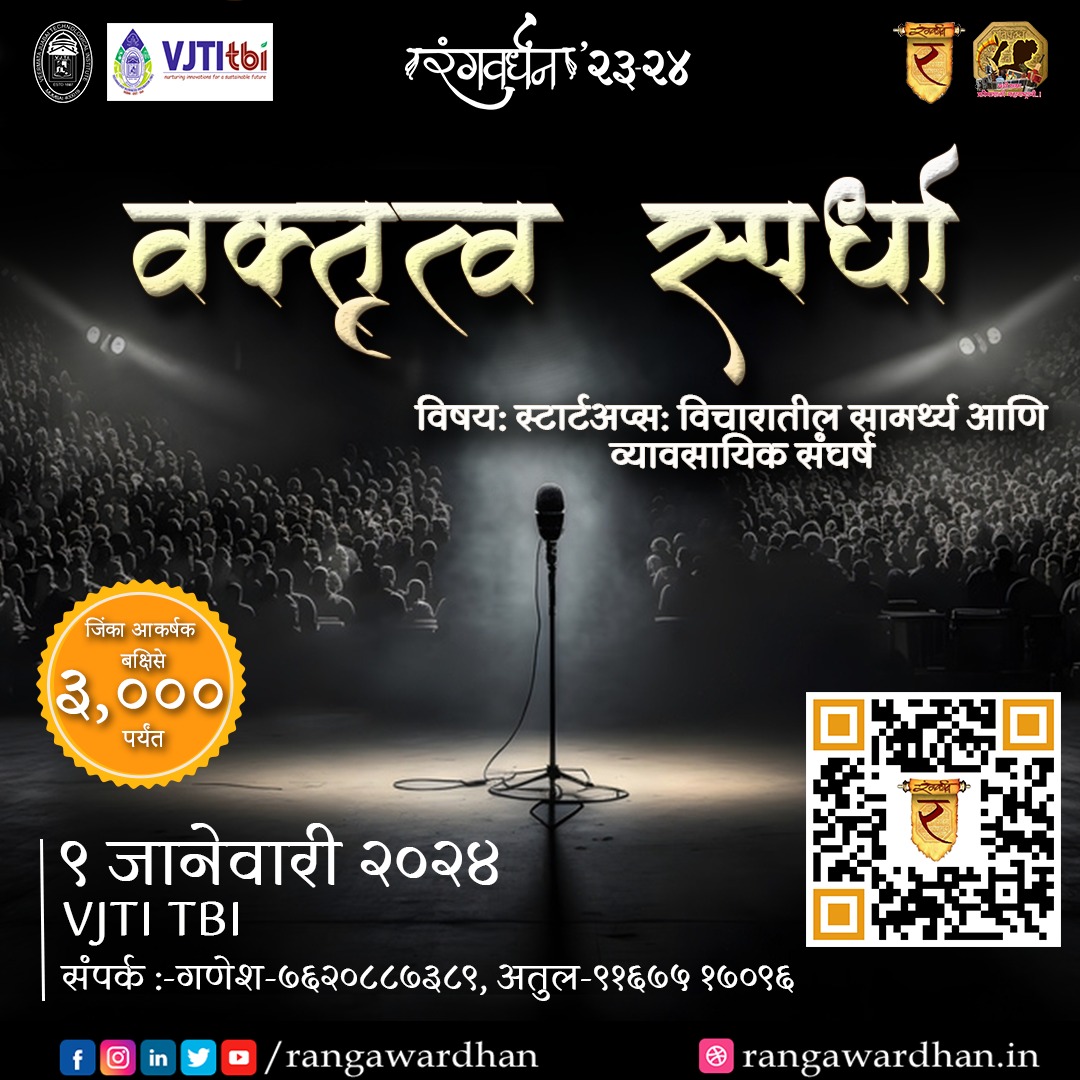 VJTI tbi
nurturing innovations for a sustainable future
रंगवर्धन '२३-२४
वक्तृत्व स्पर्धा
विषय: स्टार्टअप्स: विचारातील सामर्थ्य आणि
व्यावसायिक संघर्ष
जिंका आकर्षक
बक्षिसे
३,०००
पर्यंत
९ जानेवारी २०२४
VJTI TBI
संपर्क :-गणेश-७६२०८८७३८९, अतुल-९१६७५ १७०९६
/rangawardhan
rangawardhan.in